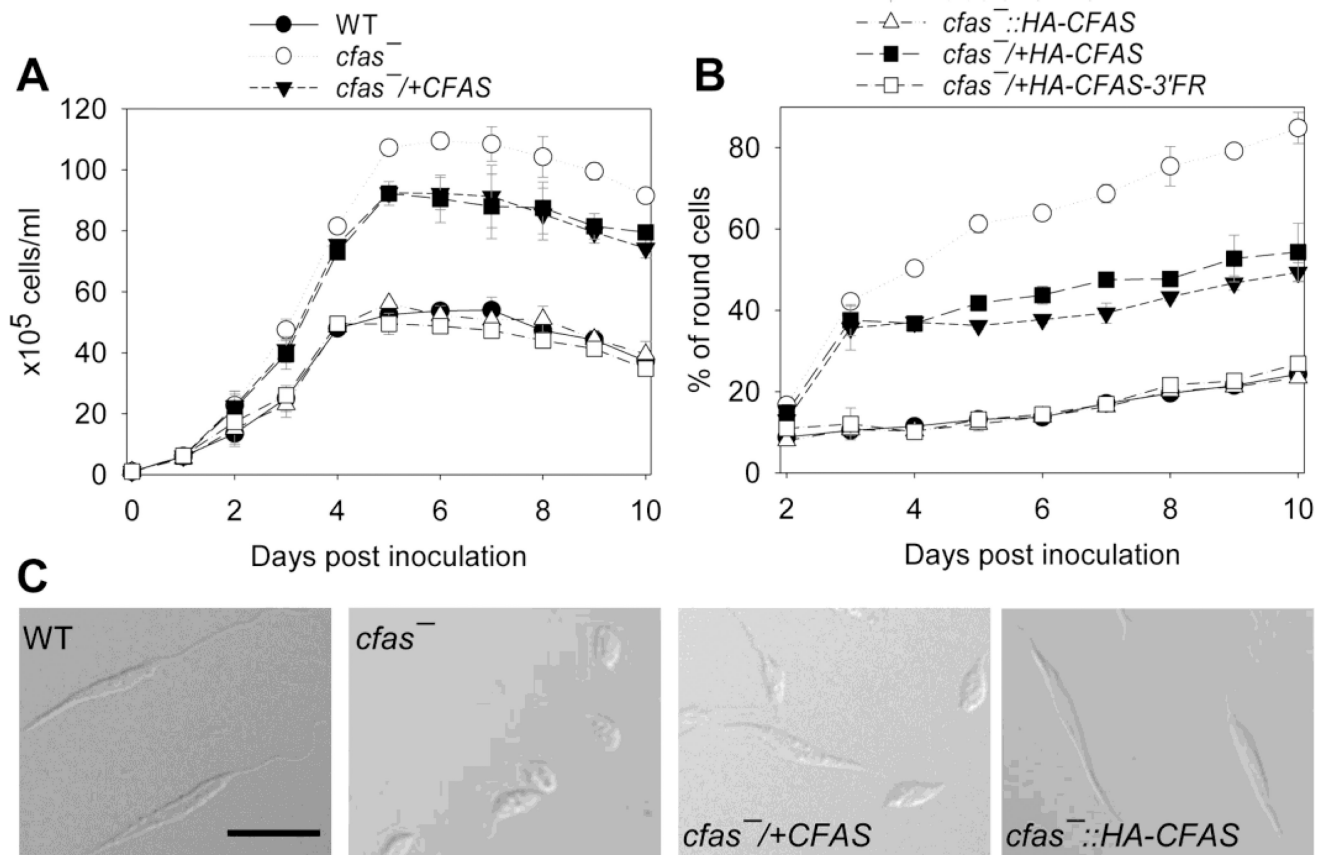 WT
cfas⁻
cfas⁻/+CFAS
cfas⁻::HA-CFAS
cfas⁻/+HA-CFAS
cfas⁻/+HA-CFAS-3'FR
A
120
100
80
60
40
20
0
x10⁵ cells/ml
0 2 4 6 8 10
Days post inoculation
B
80
60
40
20
0
% of round cells
2 4 6 8 10
Days post inoculation
C
WT
cfas⁻
cfas⁻/+CFAS
cfas⁻::HA-CFAS